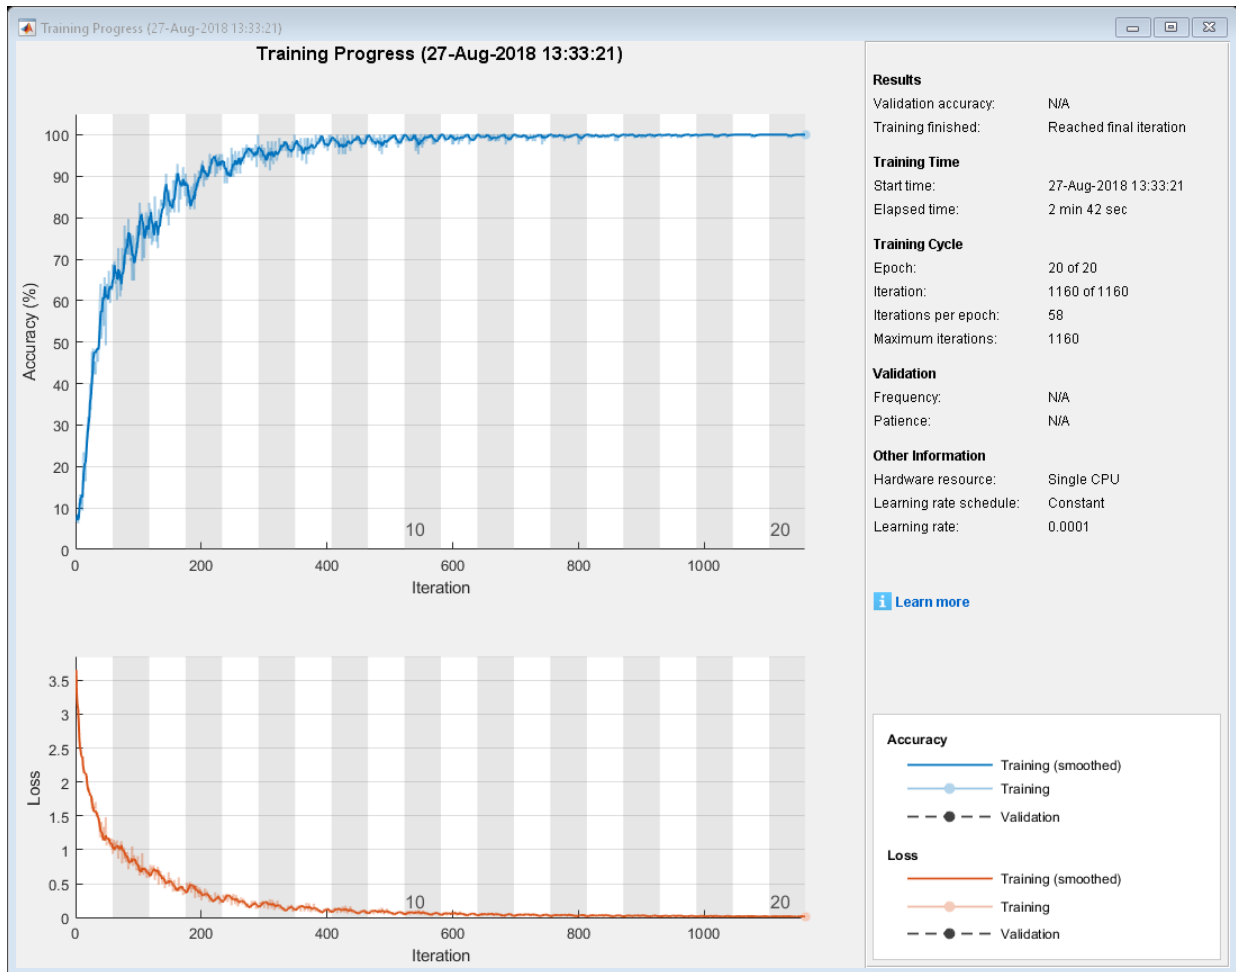 Training Progress (27-Aug-2018 13:33:21)
Training Progress (27-Aug-2018 13:33:21)
100
90
80
70
60
50
40
30
20
10
0
Accuracy (%)
10
20
0
200
400
600
800
1000
Iteration
3.5
3
2.5
2
1.5
1
0.5
0
Loss
10
20
0
200
400
600
800
1000
Iteration
Results
Validation accuracy: N/A
Training finished: Reached final iteration
Training Time
Start time: 27-Aug-2018 13:33:21
Elapsed time: 2 min 42 sec
Training Cycle
Epoch: 20 of 20
Iteration: 1160 of 1160
Iterations per epoch: 58
Maximum iterations: 1160
Validation
Frequency: N/A
Patience: N/A
Other Information
Hardware resource: Single CPU
Learning rate schedule: Constant
Learning rate: 0.0001
i Learn more
Accuracy
Training (smoothed)
Training
Validation
Loss
Training (smoothed)
Training
Validation